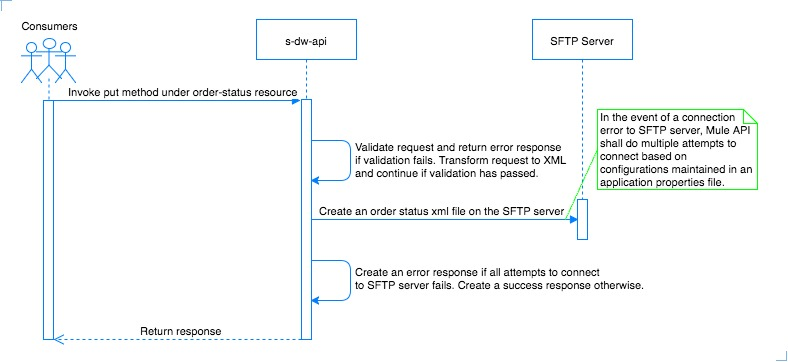 Consumers
s-dw-api
SFTP Server
Invoke put method under order-status resource
In the event of a connection
error to SFTP server, Mule API
shall do multiple attempts to
connect based on
configurations maintained in an
application properties file.
Validate request and return error response
if validation fails. Transform request to XML
and continue if validation has passed.
Create an order status xml file on the SFTP server
Create an error response if all attempts to connect
to SFTP server fails. Create a success response otherwise.
Return response